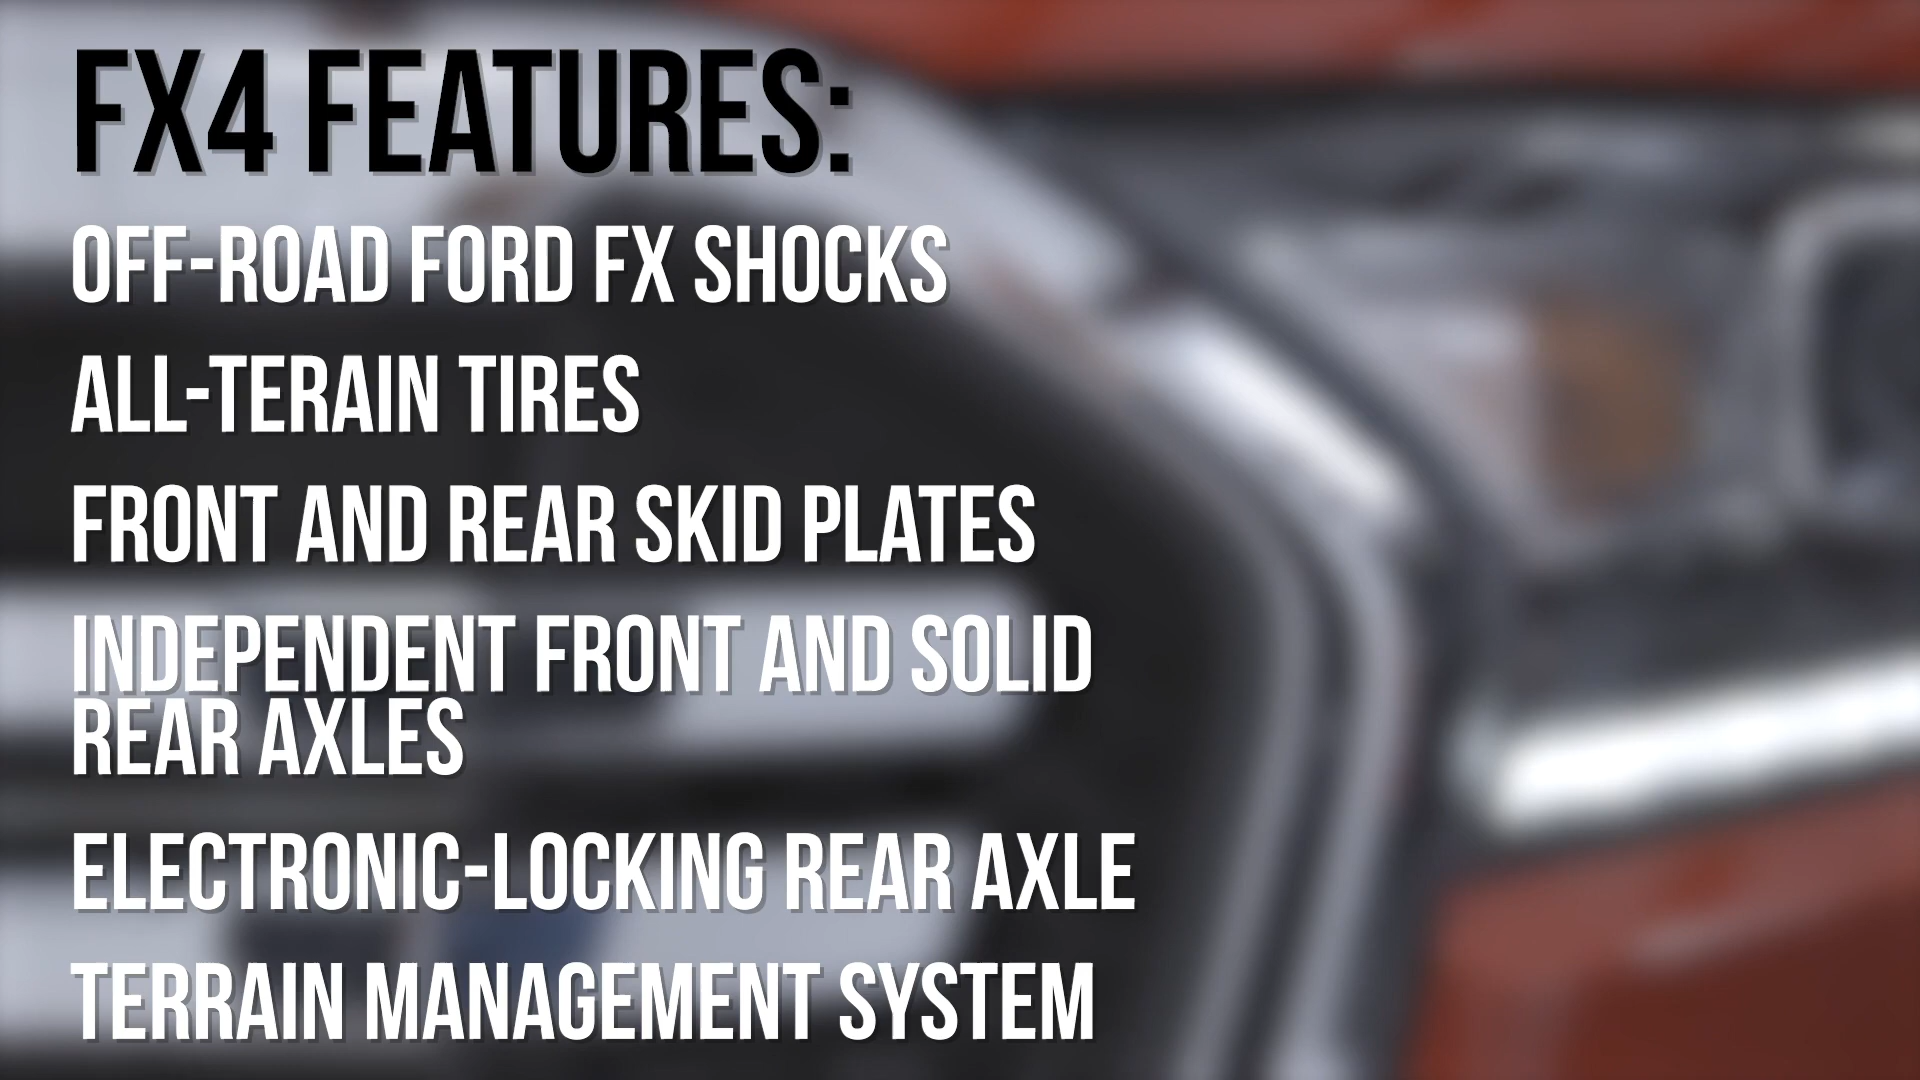 FX4 FEATURES:
OFF-ROAD FORD FX SHOCKS
ALL-TERAIN TIRES
FRONT AND REAR SKID PLATES
INDEPENDENT FRONT AND SOLID
REAR AXLES
ELECTRONIC-LOCKING REAR AXLE
TERRAIN MANAGEMENT SYSTEM